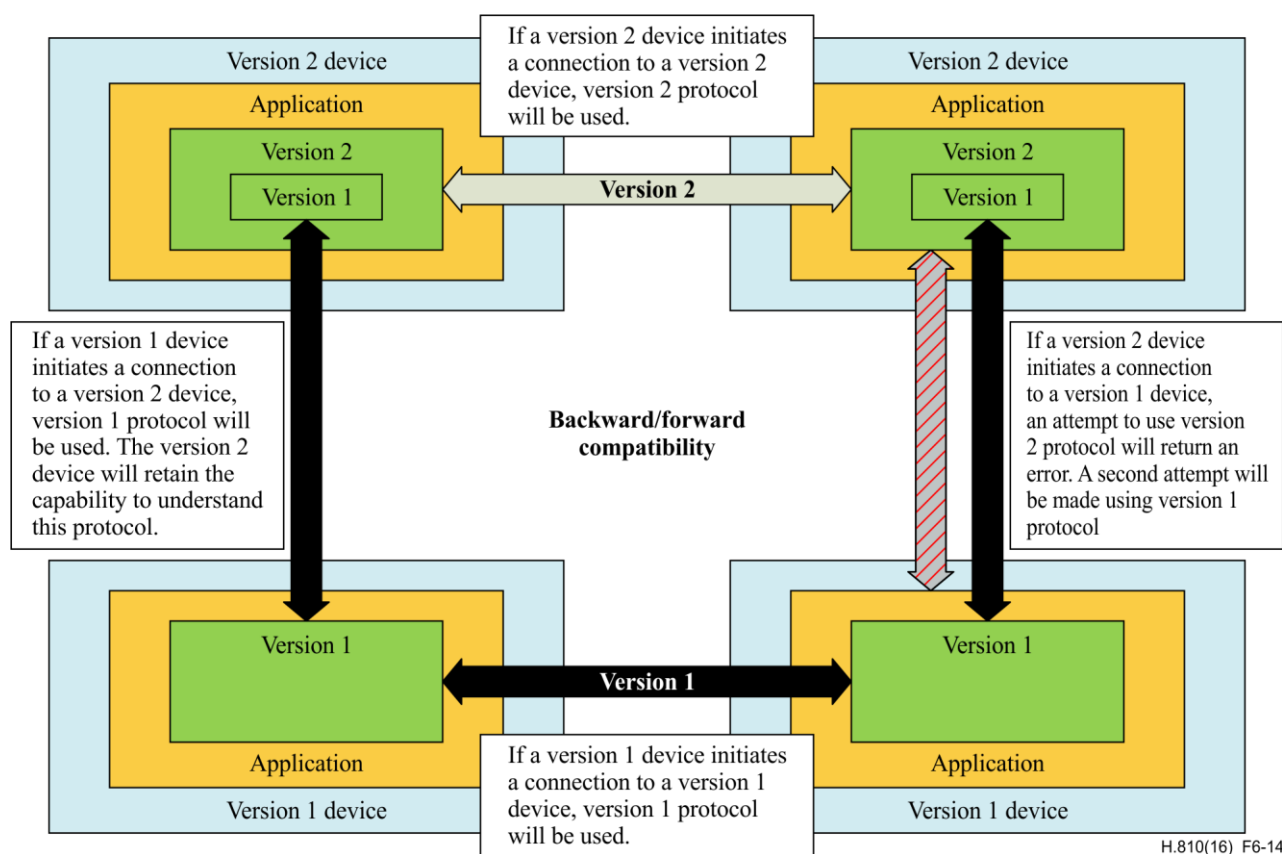 Version 2 device
Application
Version 2
Version 1
If a version 2 device initiates
a connection to a version 2
device, version 2 protocol
will be used.
Version 2 device
Application
Version 2
Version 1
Version 2
If a version 1 device
initiates a connection
to a version 2 device,
version 1 protocol will
be used. The version 2
device will retain the
capability to understand
this protocol.
Backward/forward
compatibility
If a version 2 device
initiates a connection
to a version 1 device,
an attempt to use version
2 protocol will return an
error. A second attempt will
be made using version 1
protocol
Version 1
Application
Version 1 device
Version 1
If a version 1 device initiates
a connection to a version 1
device, version 1 protocol
will be used.
Version 1
Application
Version 1 device
H.810(16)_F6-14